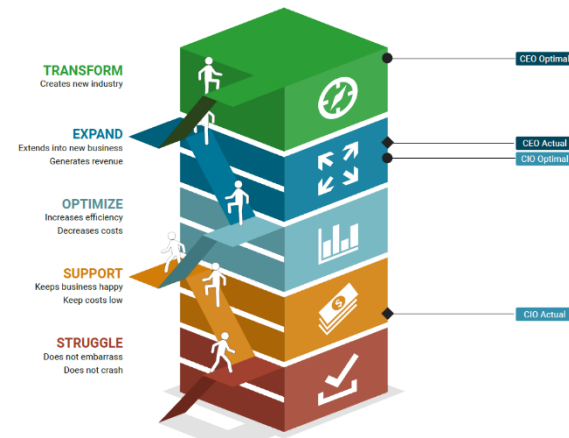 TRANSFORM
Creates new industry
EXPAND
Extends into new business
Generates revenue
OPTIMIZE
Increases efficiency
Decreases costs
SUPPORT
Keeps business happy
Keep costs low
STRUGGLE
Does not embarrass
Does not crash
$
CEO Optimal
CEO Actual
CIO Optimal
CIO Actual